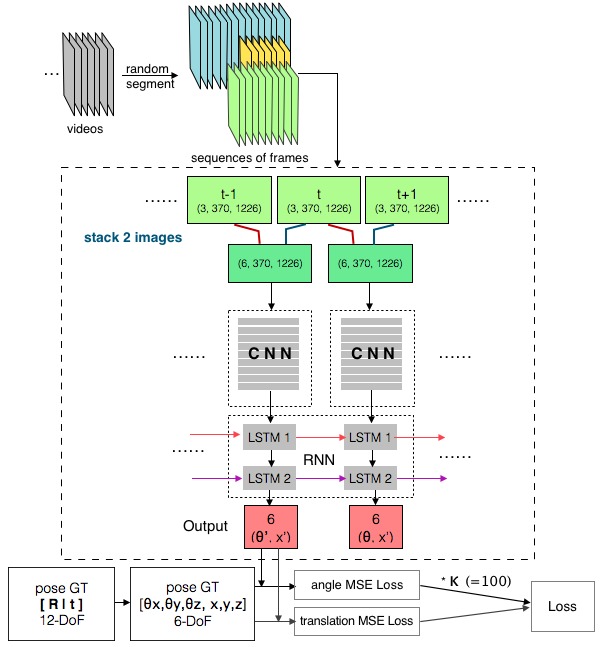 ...
random
segment
videos
sequences of frames
...... t-1 t t+1 ......
(3, 370, 1226) (3, 370, 1226) (3, 370, 1226)
stack 2 images
(6, 370, 1226) (6, 370, 1226)
...... CNN CNN ......
LSTM 1 LSTM 1
...... RNN ......
LSTM 2 LSTM 2
Output
6 6
(θ', x') (θ, x')
pose GT
[ R l t ]
12-DoF
pose GT
[θx,θy,θz, x,y,z]
6-DoF
angle MSE Loss
* K (=100)
translation MSE Loss
Loss